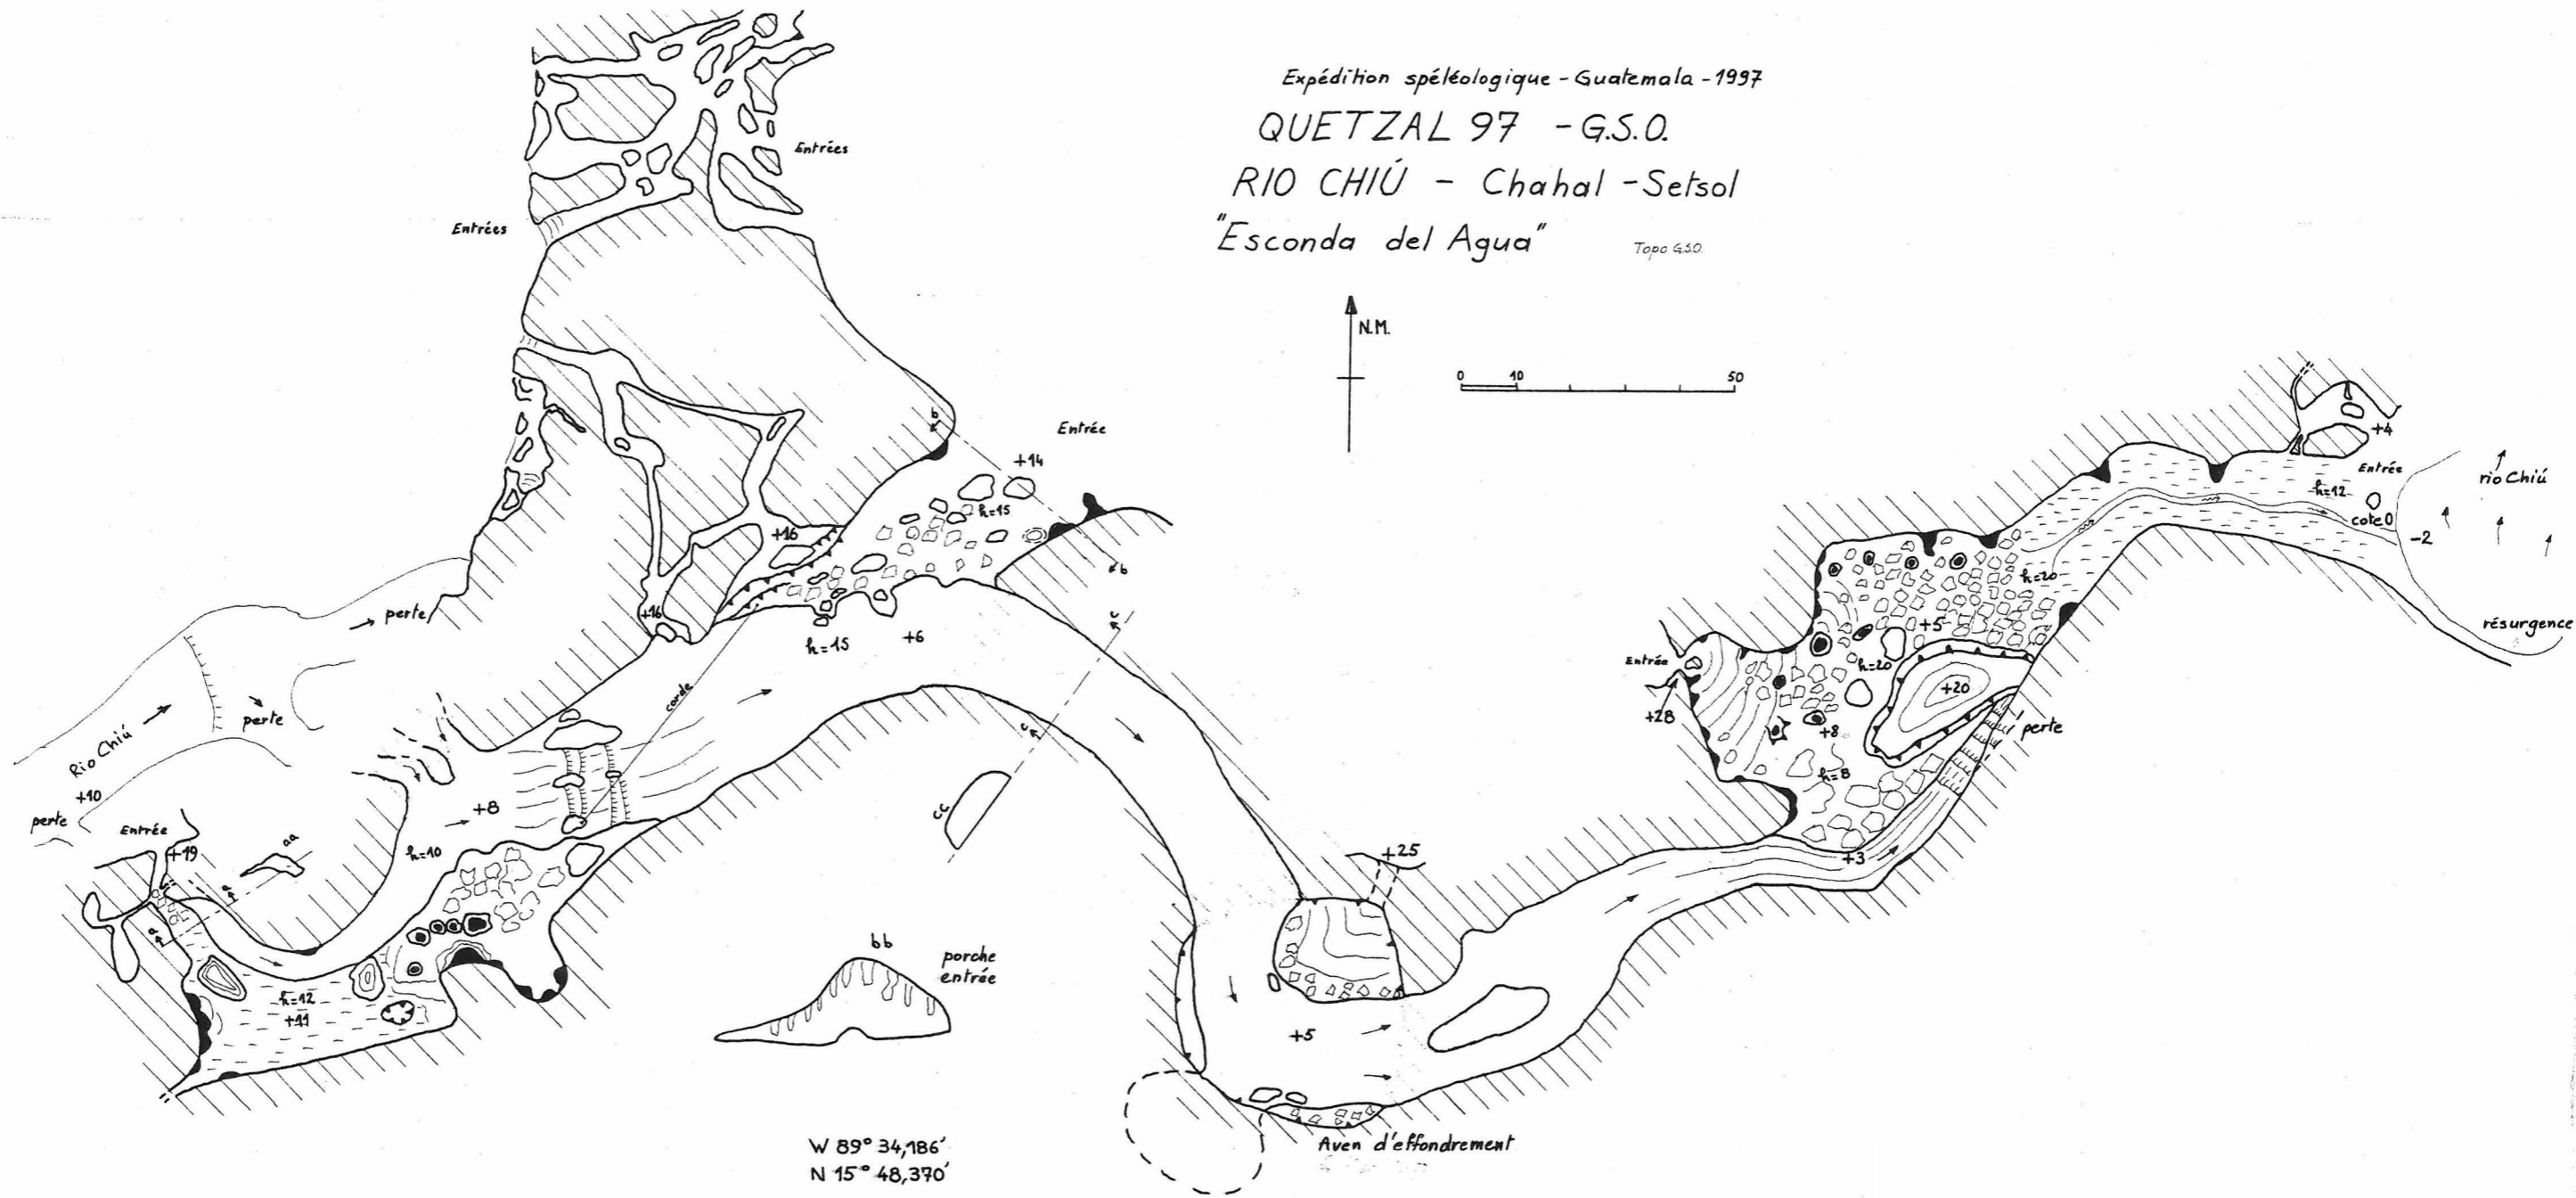 Expédition spéléologique - Guatemala - 1997
QUETZAL 97 - G.S.O.
RIO CHIÚ - Chahal - Setsol
"Esconda del Agua"
Topo G.S.O.
N.M.
0 10 50
Entrées
Entrées
b
Entrée
+14
h=15
+16
b
+16
h=15
+6
c
c
cc
corde
perte
perte
Rio Chiú
+10
perte
Entrée
+19
aa
a
a
+8
h=10
h=12
+11
bb
porche
entrée
W 89° 34,186'
N 15° 48,370'
+25
+5
Aven d'effondrement
Entrée
+28
h=20
+5
h=20
+20
+8
h=8
perte
+3
+4
Entrée
h=12
cote 0
-2
rio Chiú
résurgence